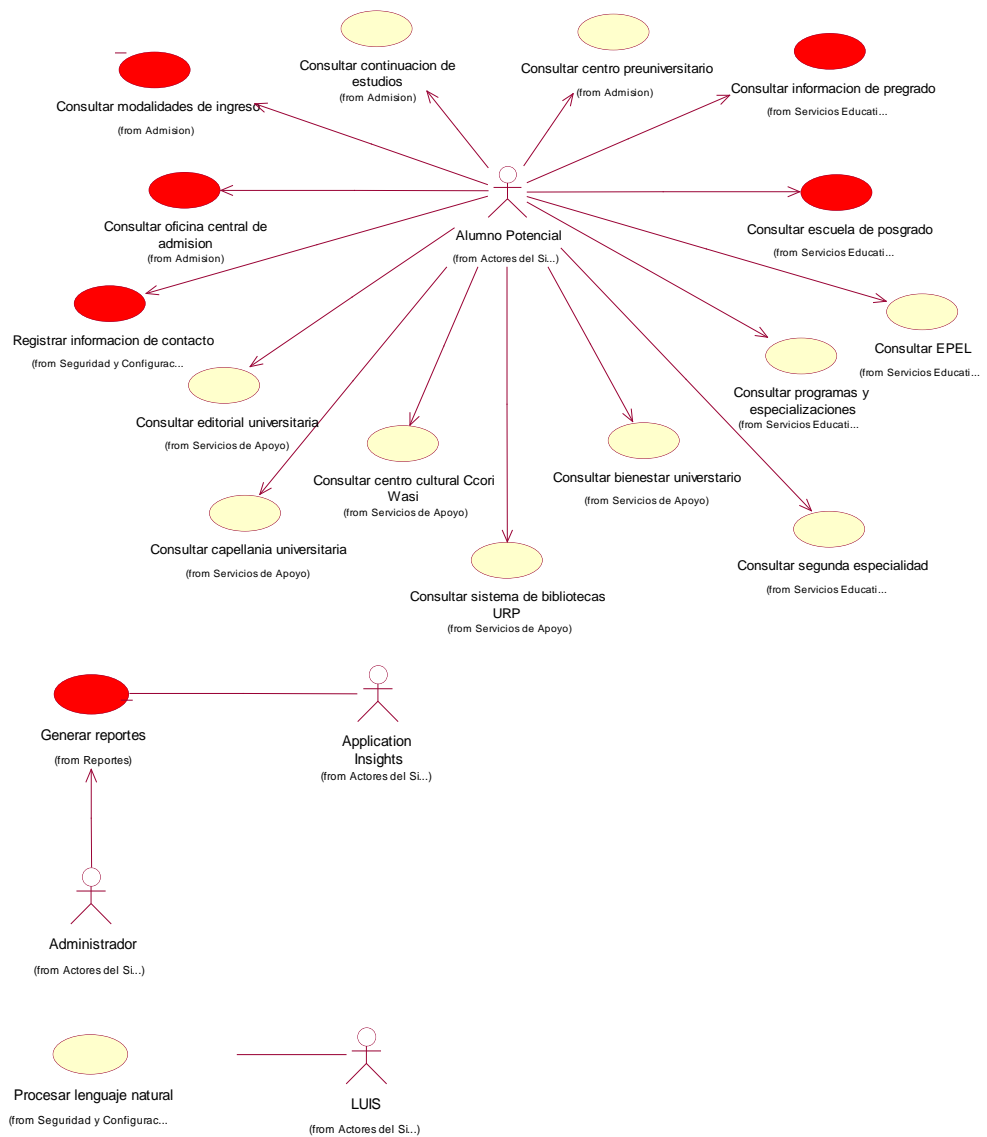 Consultar continuacion de
estudios
(from Admision)
Consultar centro preuniversitario
(from Admision)
Consultar informacion de pregrado
(from Servicios Educati...
Consultar modalidades de ingreso
(from Admision)
Consultar oficina central de
admision
(from Admision)
Alumno Potencial
(from Actores del Si...)
Consultar escuela de posgrado
(from Servicios Educati...
Registrar informacion de contacto
(from Seguridad y Configurac...
Consultar EPEL
(from Servicios Educati...
Consultar programas y
especializaciones
(from Servicios Educati...
Consultar editorial universitaria
(from Servicios de Apoyo)
Consultar centro cultural Ccori
Wasi
(from Servicios de Apoyo)
Consultar bienestar universtario
(from Servicios de Apoyo)
Consultar capellania universitaria
(from Servicios de Apoyo)
Consultar sistema de bibliotecas
URP
(from Servicios de Apoyo)
Consultar segunda especialidad
(from Servicios Educati...
Generar reportes
(from Reportes)
Application
Insights
(from Actores del Si...)
Administrador
(from Actores del Si...)
Procesar lenguaje natural
(from Seguridad y Configurac...
LUIS
(from Actores del Si...)